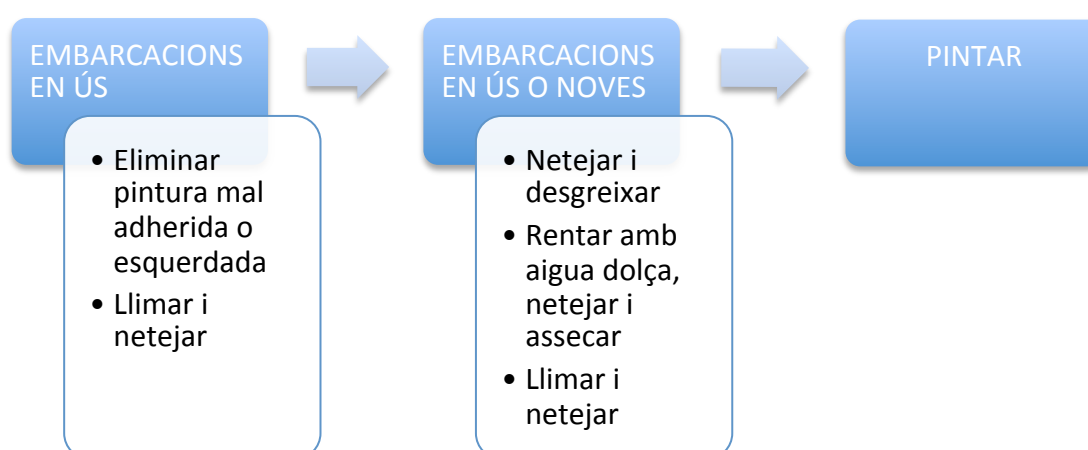 EMBARCACIONS
EN ÚS
• Eliminar
pintura mal
adherida o
esquerdada
• Llimar i
netejar
EMBARCACIONS
EN ÚS O NOVES
• Netejar i
desgreixar
• Rentar amb
aigua dolça,
netejar i
assecar
• Llimar i
netejar
PINTAR